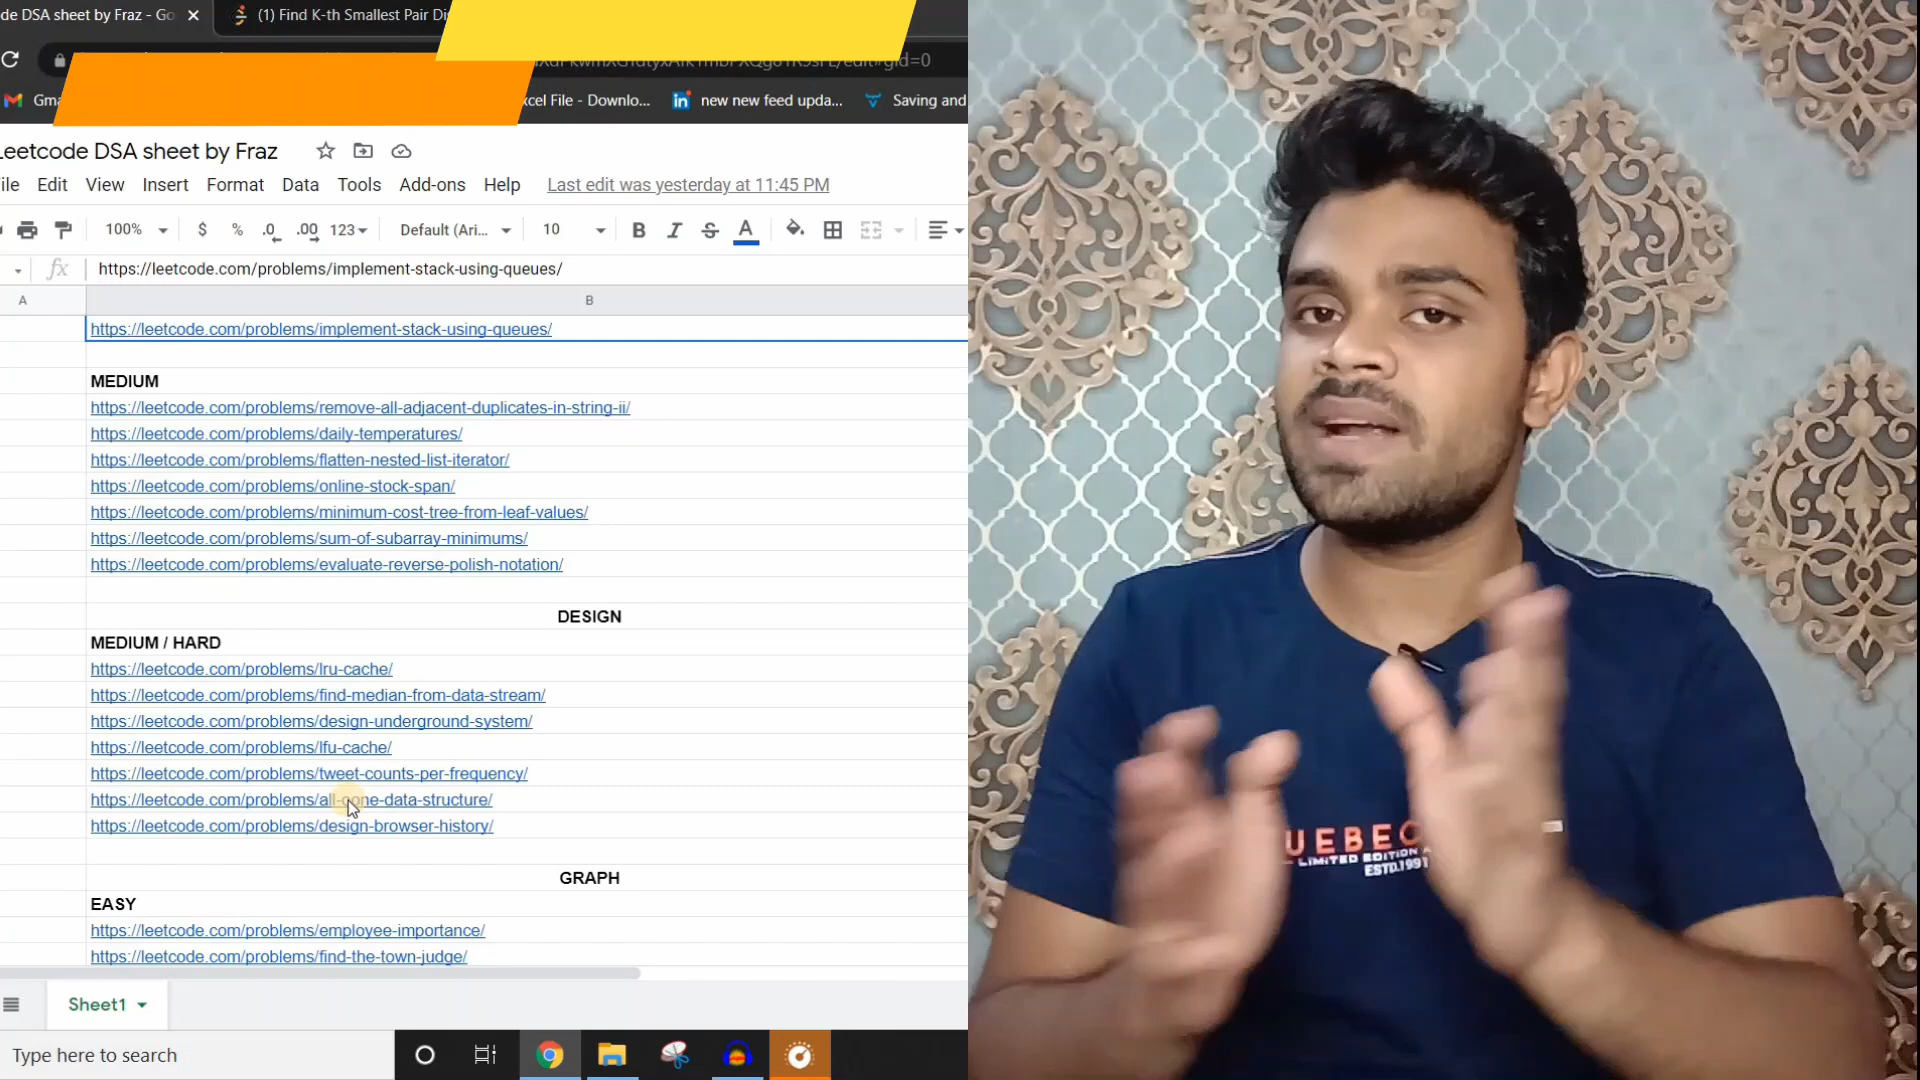 de DSA sheet by Fraz - Go
(1) Find K-th Smallest Pair Di
/edit#gid=0
Gma
xcel File - Downlo...
new new feed upda...
Saving and
Leetcode DSA sheet by Fraz
ile Edit View Insert Format Data Tools Add-ons Help Last edit was yesterday at 11:45 PM
100% $ % .0 .00 123 Default (Ari... 10 B I S A
fx https://leetcode.com/problems/implement-stack-using-queues/
A B
https://leetcode.com/problems/implement-stack-using-queues/
MEDIUM
https://leetcode.com/problems/remove-all-adjacent-duplicates-in-string-ii/
https://leetcode.com/problems/daily-temperatures/
https://leetcode.com/problems/flatten-nested-list-iterator/
https://leetcode.com/problems/online-stock-span/
https://leetcode.com/problems/minimum-cost-tree-from-leaf-values/
https://leetcode.com/problems/sum-of-subarray-minimums/
https://leetcode.com/problems/evaluate-reverse-polish-notation/
DESIGN
MEDIUM / HARD
https://leetcode.com/problems/lru-cache/
https://leetcode.com/problems/find-median-from-data-stream/
https://leetcode.com/problems/design-underground-system/
https://leetcode.com/problems/lfu-cache/
https://leetcode.com/problems/tweet-counts-per-frequency/
https://leetcode.com/problems/all-oone-data-structure/
https://leetcode.com/problems/design-browser-history/
GRAPH
EASY
https://leetcode.com/problems/employee-importance/
https://leetcode.com/problems/find-the-town-judge/
Sheet1
Type here to search
UEBEC
LIMITED EDITION
ESTD.1991